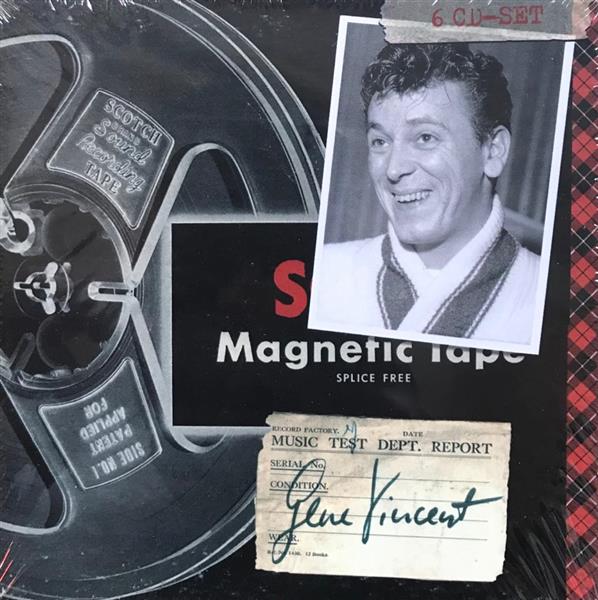 6 CD-SET
SCOTCH
BRAND
Sound
Recording
TAPE
Magnetic Tape
SPLICE FREE
SIDE NO.1
PATENT
APPLIED
FOR
RECORD FACTORY. DATE
MUSIC TEST DEPT. REPORT
SERIAL No.
CONDITION.
Gene Vincent
WEAR.